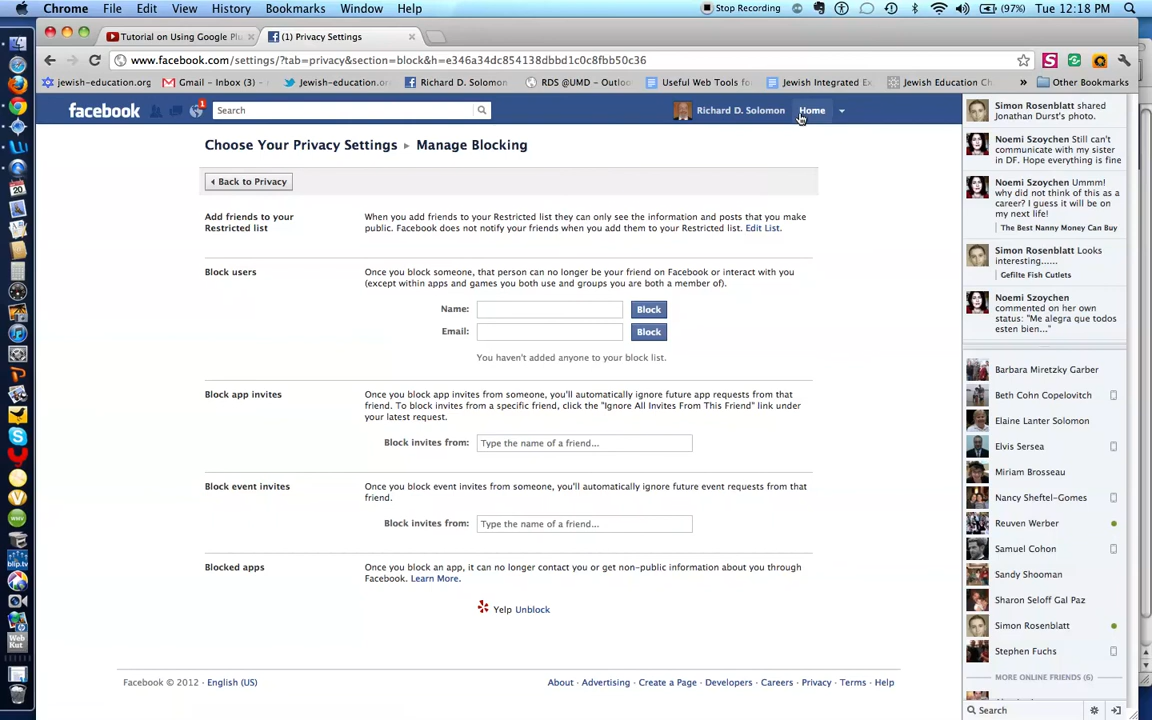 Chrome File Edit View History Bookmarks Window Help Stop Recording (97%) Tue 12:18 PM
Tutorial on Using Google Plu
(1) Privacy Settings
www.facebook.com/settings/?tab=privacy&section=block&h=e346a34dc854138dbbd1c0c8fbb50c36
jewish-education.org
Gmail - Inbox (3) -
Jewish-education.org
Richard D. Solomon
RDS @UMD - Outloo
Useful Web Tools for
Jewish Integrated Ex
Jewish Education Ch
» Other Bookmarks
facebook 1 Search Richard D. Solomon Home
Choose Your Privacy Settings ▸ Manage Blocking
Back to Privacy
Add friends to your
Restricted list
When you add friends to your Restricted list they can only see the information and posts that you make
public. Facebook does not notify your friends when you add them to your Restricted list. Edit List.
Block users
Once you block someone, that person can no longer be your friend on Facebook or interact with you
(except within apps and games you both use and groups you are both a member of).
Name: Block
Email: Block
You haven't added anyone to your block list.
Block app invites
Once you block app invites from someone, you'll automatically ignore future app requests from that
friend. To block invites from a specific friend, click the "Ignore All Invites From This Friend" link under
your latest request.
Block invites from: Type the name of a friend...
Block event invites
Once you block event invites from someone, you'll automatically ignore future event requests from that
friend.
Block invites from: Type the name of a friend...
Blocked apps
Once you block an app, it can no longer contact you or get non-public information about you through
Facebook. Learn More.
Yelp Unblock
Facebook © 2012 · English (US)
About · Advertising · Create a Page · Developers · Careers · Privacy · Terms · Help
Simon Rosenblatt shared
Jonathan Durst's photo.
Noemi Szoychen Still can't
communicate with my sister
in DF. Hope everything is fine
Noemi Szoychen Ummm!
why did not think of this as a
career? I guess it will be on
my next life!
The Best Nanny Money Can Buy
Simon Rosenblatt Looks
interesting......
Gefilte Fish Cutlets
Noemi Szoychen
commented on her own
status: "Me alegra que todos
esten bien..."
Barbara Miretzky Garber
Beth Cohn Copelovitch
Elaine Lanter Solomon
Elvis Sersea
Miriam Brosseau
Nancy Sheftel-Gomes
Reuven Werber
Samuel Cohon
Sandy Shooman
Sharon Seloff Gal Paz
Simon Rosenblatt
Stephen Fuchs
MORE ONLINE FRIENDS (6)
Search
20
blip.tv
Web
Kut